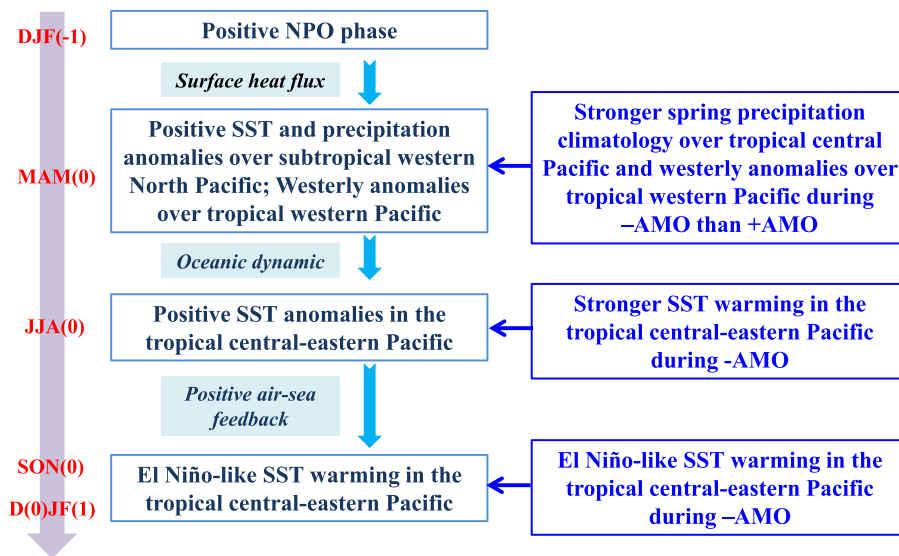 DJF(-1)
Positive NPO phase
Surface heat flux
MAM(0)
Positive SST and precipitation
anomalies over subtropical western
North Pacific; Westerly anomalies
over tropical western Pacific
Stronger spring precipitation
climatology over tropical central
Pacific and westerly anomalies over
tropical western Pacific during
–AMO than +AMO
Oceanic dynamic
JJA(0)
Positive SST anomalies in the
tropical central-eastern Pacific
Stronger SST warming in the
tropical central-eastern Pacific
during -AMO
Positive air-sea
feedback
SON(0)
D(0)JF(1)
El Niño-like SST warming in the
tropical central-eastern Pacific
El Niño-like SST warming in the
tropical central-eastern Pacific
during –AMO